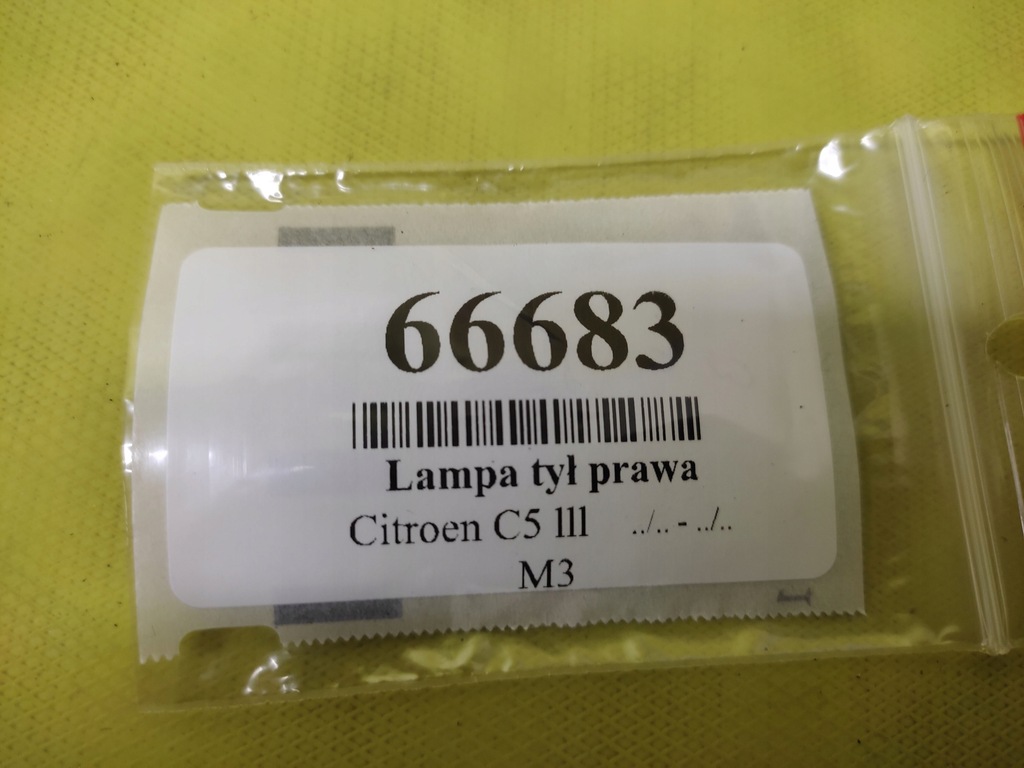 66683
Lampa tył prawa
Citroen C5 lll ../.. - ../..
M3